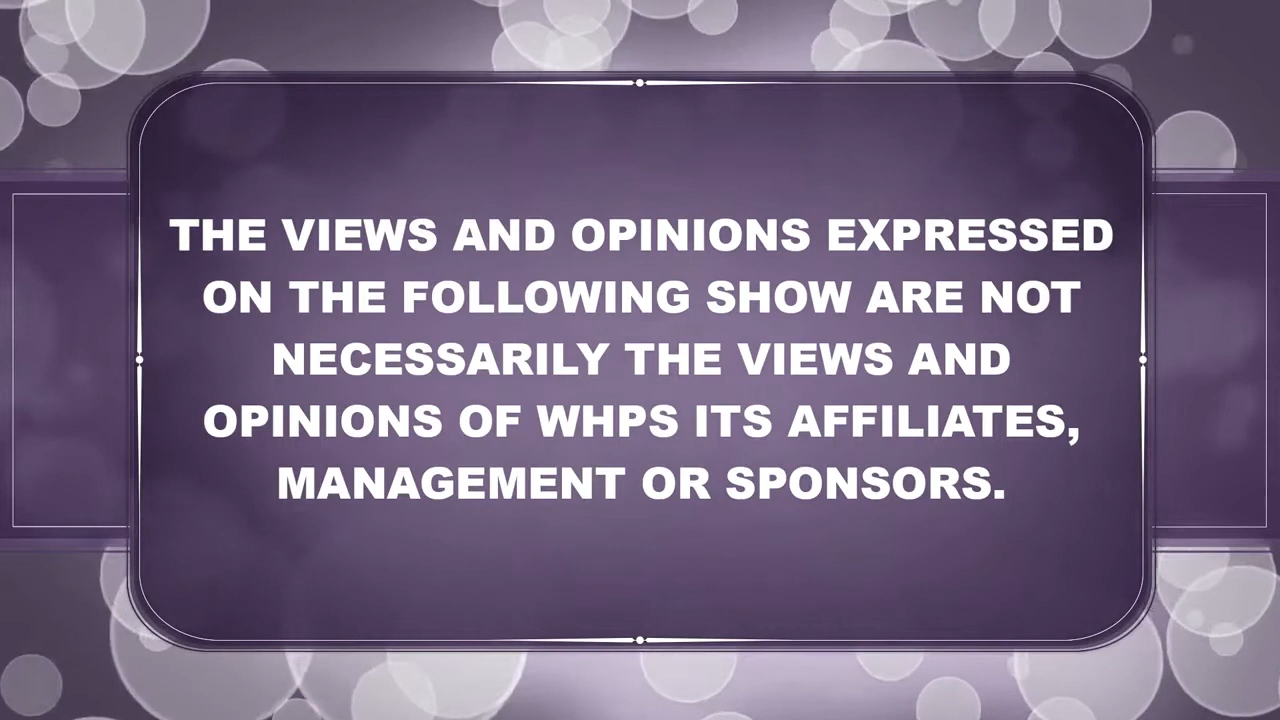 THE VIEWS AND OPINIONS EXPRESSED
ON THE FOLLOWING SHOW ARE NOT
NECESSARILY THE VIEWS AND
OPINIONS OF WHPS ITS AFFILIATES,
MANAGEMENT OR SPONSORS.